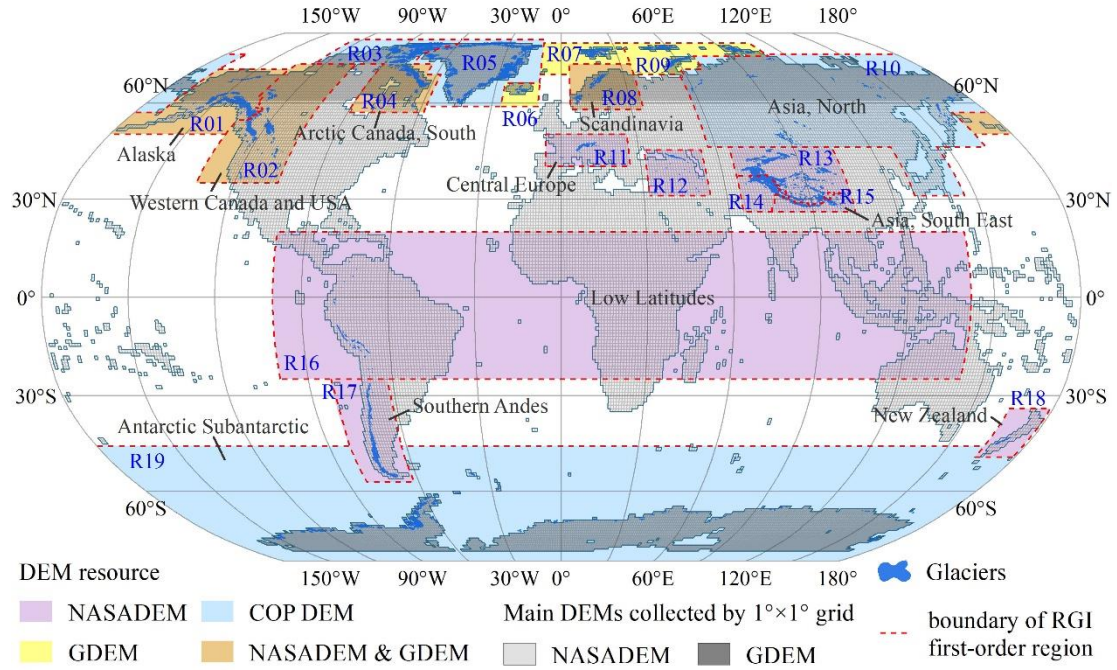 150°W 90°W 30°W 0° 30°E 60°E 120°E 180°
R03
R07
R05
R09
R10
60°N
60°N
R04
R08
Asia, North
R01
R06
Scandinavia
Arctic Canada, South
Alaska
R02
R11
R13
Central Europe
R12
Western Canada and USA
30°N
R14
R15
30°N
Asia, South East
0°
Low Latitudes
0°
R16
R17
30°S
Southern Andes
R18
30°S
New Zealand
Antarctic Subantarctic
R19
60°S
60°S
150°W 90°W 30°W 0° 30°E 60°E 120°E 180°
DEM resource
Glaciers
NASADEM
COP DEM
Main DEMs collected by 1°×1° grid
boundary of RGI
first-order region
GDEM
NASADEM & GDEM
NASADEM
GDEM